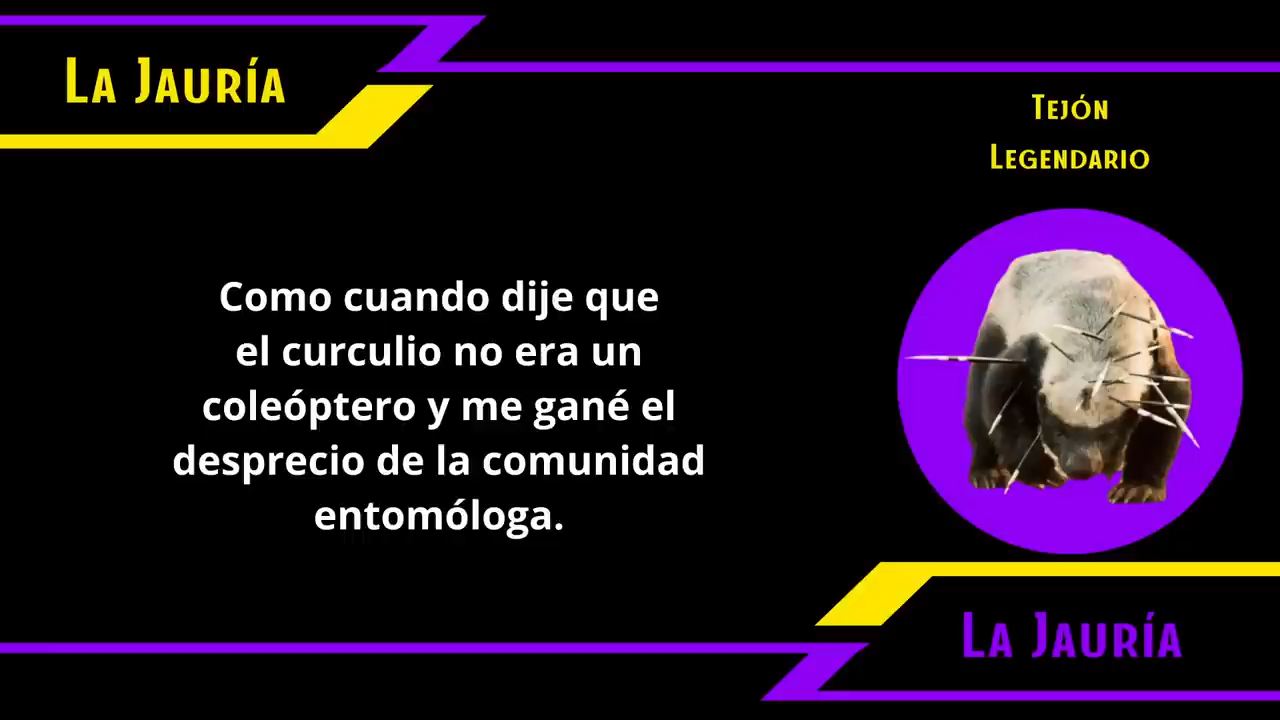 La Jauría
Tejón
Legendario
Como cuando dije que
el curculio no era un
coleóptero y me gané el
desprecio de la comunidad
entomóloga.
La Jauría